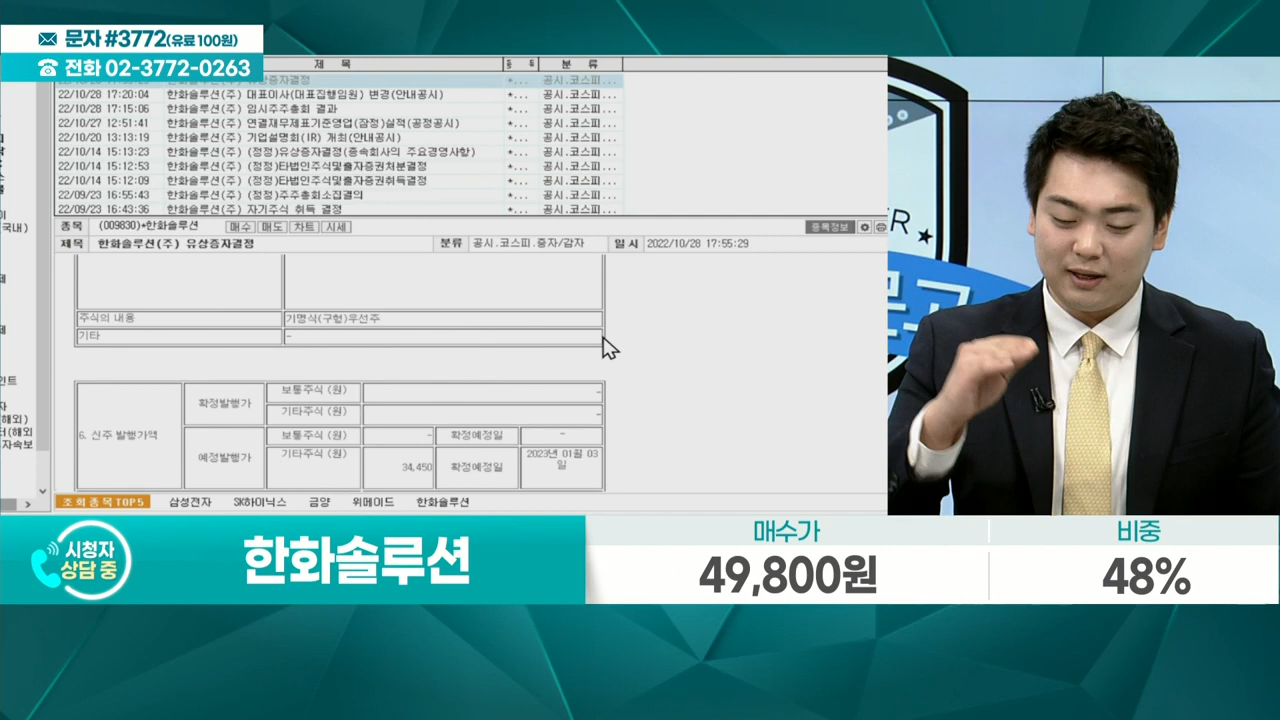 문자 #3772(유료 100원)
전화 02-3772-0263
제 목
분 류
22/10/28 17:20:04 한화솔루션(주) 대표이사(대표집행임원) 변경(안내공시) *... 공시.코스피...
22/10/28 17:15:06 한화솔루션(주) 임시주주총회 결과 *... 공시.코스피...
22/10/27 12:51:41 한화솔루션(주) 연결재무제표기준영업(잠정)실적(공정공시) *... 공시.코스피...
22/10/20 13:13:19 한화솔루션(주) 기업설명회(IR) 개최(안내공시) *... 공시.코스피...
22/10/14 15:13:23 한화솔루션(주) (정정)유상증자결정(종속회사의 주요경영사항) *... 공시.코스피...
22/10/14 15:12:53 한화솔루션(주) (정정)타법인주식및출자증권처분결정 *... 공시.코스피...
22/10/14 15:12:09 한화솔루션(주) (정정)타법인주식및출자증권취득결정 *... 공시.코스피...
22/09/23 16:55:43 한화솔루션(주) (정정)주주총회소집결의 *... 공시.코스피...
22/09/23 16:43:36 한화솔루션(주) 자기주식 취득 결정 *... 공시.코스피...
종목 (009830)*한화솔루션 매수 매도 차트 시세 종목정보
제목 한화솔루션(주) 유상증자결정 분류 공시.코스피.증자/감자 일시 2022/10/28 17:55:29
주식의 내용 기명식(구형)우선주
기타 -
6. 신주 발행가액
확정발행가 보통주식 (원) -
기타주식 (원) -
예정발행가 보통주식 (원) - 확정예정일 -
기타주식 (원) 34,450 확정예정일 2023년 01월 03일
조회종목TOP5 삼성전자 SK하이닉스 금양 위메이드 한화솔루션
시청자
상담 중
한화솔루션
매수가 비중
49,800원 48%